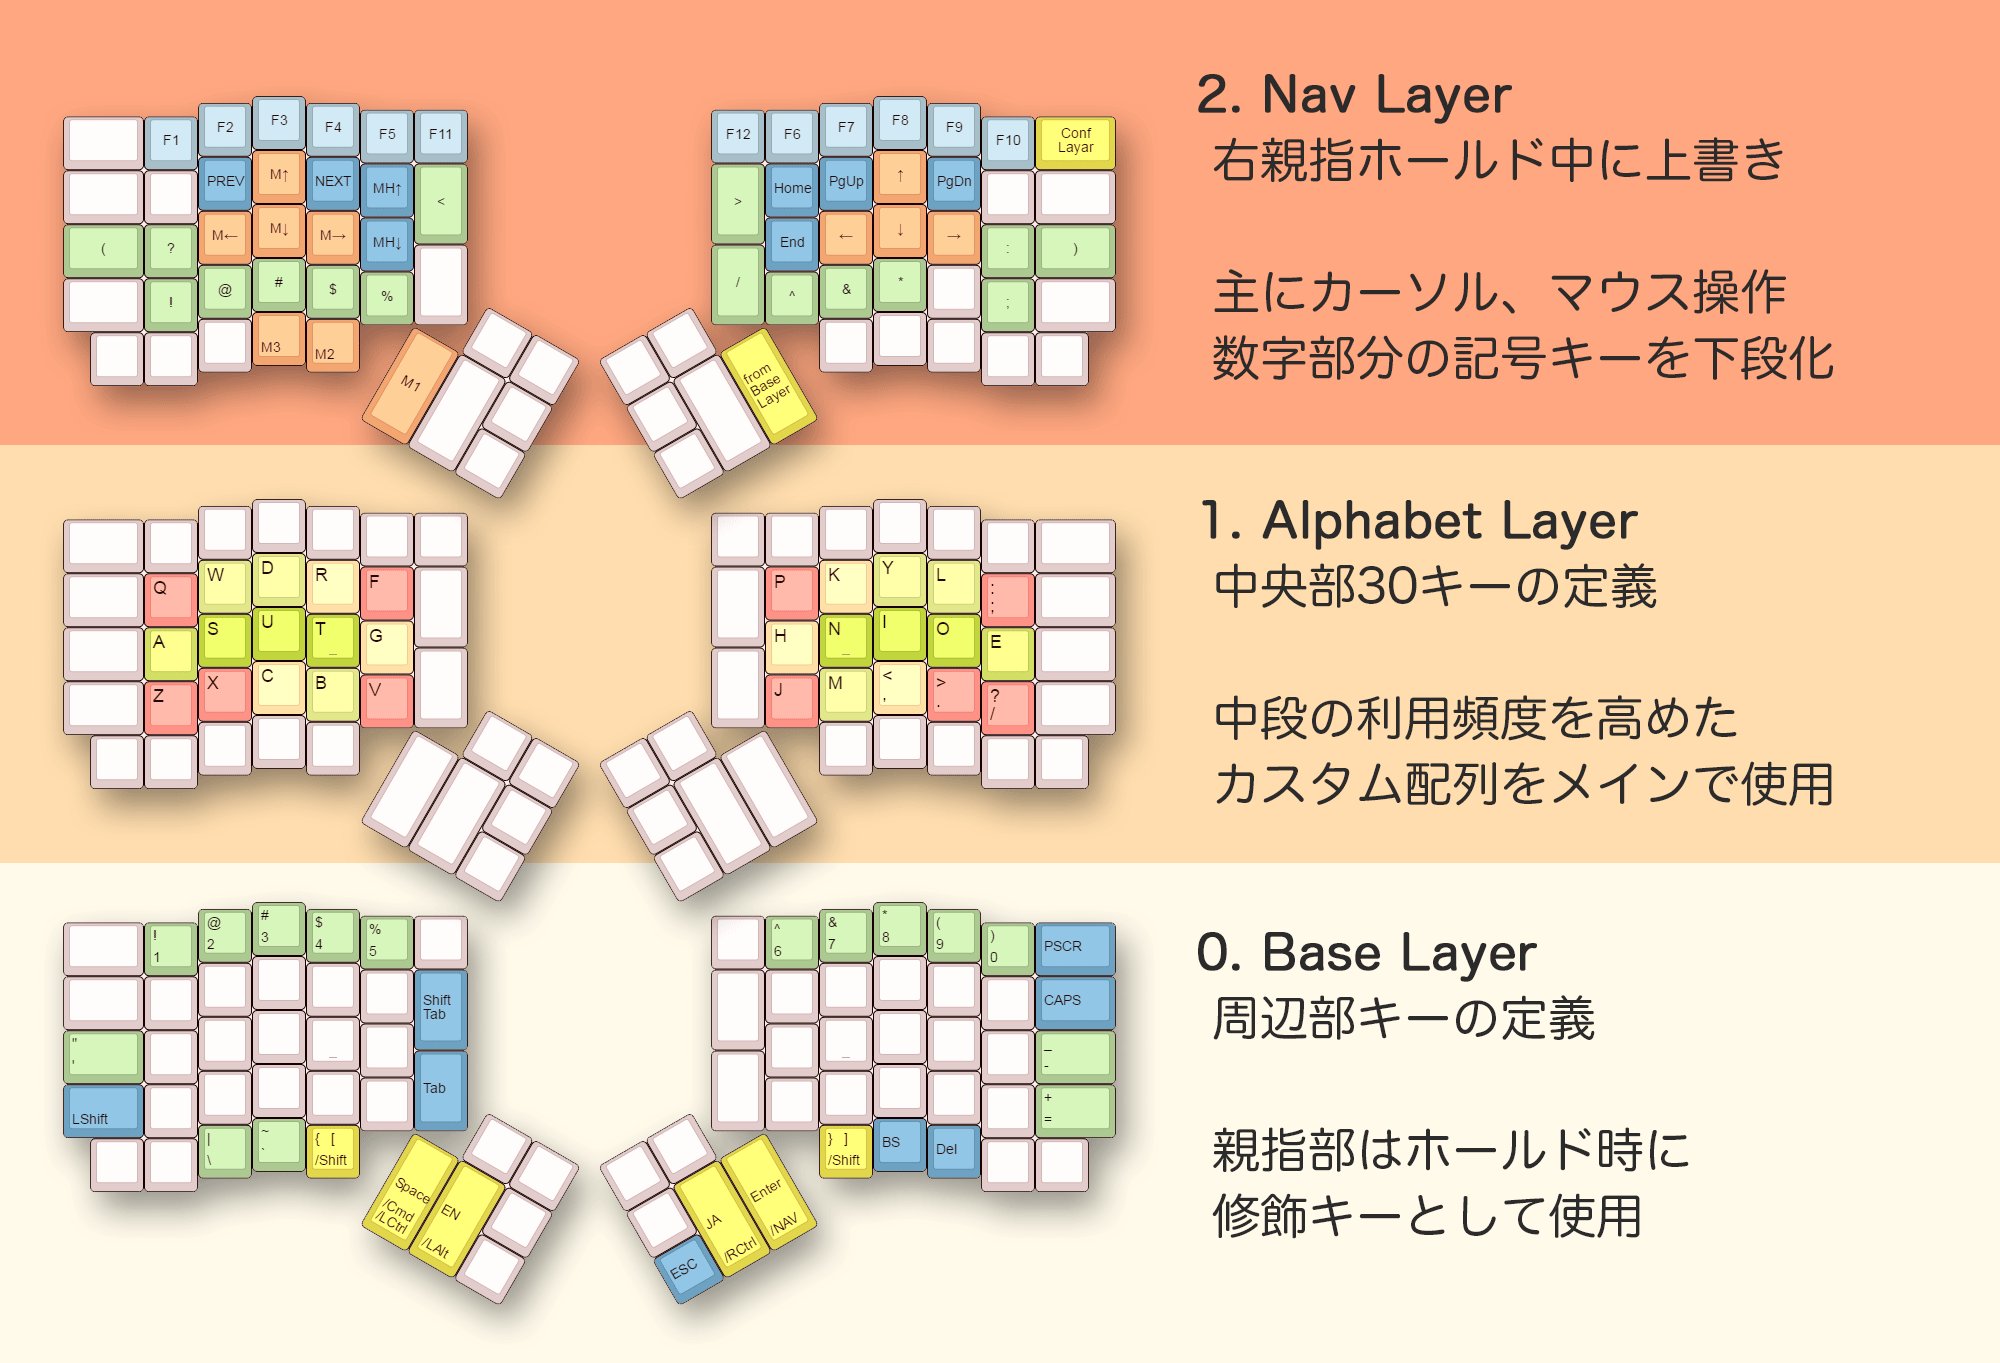 2. Nav Layer
右親指ホールド中に上書き
主にカーソル、マウス操作
数字部分の記号キーを下段化
F1 F2 F3 F4 F5 F11
PREV M↑ NEXT MH↑ <
( ? M← M↓ M→ MH↓
! @ # $ %
M3 M2
M1
F12 F6 F7 F8 F9 F10 Conf Layar
> Home PgUp ↑ PgDn
End ← ↓ → : )
/ ^ & * ;
from
Base
Layer
1. Alphabet Layer
中央部30キーの定義
中段の利用頻度を高めた
カスタム配列をメインで使用
Q W D R F
A S U T _ G
Z X C B V
P K Y L : ;
H N _ I O E
J M < , > . ? /
0. Base Layer
周辺部キーの定義
親指部はホールド時に
修飾キーとして使用
! 1 @ 2 # 3 $ 4 % 5
Shift Tab
" ' _
LShift Tab
| \ ~ ` { [ /Shift
Space /Cmd /LCtrl
EN /LAlt
^ 6 & 7 * 8 ( 9 ) 0 PSCR
CAPS
_ _ -
+ =
} ] /Shift BS Del
JA /RCtrl
Enter /NAV
ESC